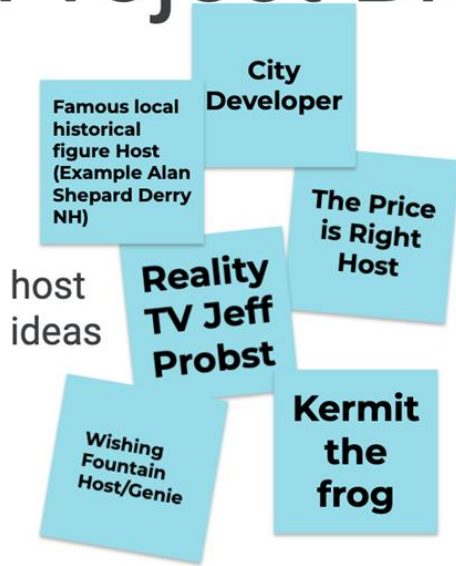 City
Developer
Famous local
historical
figure Host
(Example Alan
Shepard Derry
NH)
The Price
is Right
Host
host
ideas
Reality
TV Jeff
Probst
Wishing
Fountain
Host/Genie
Kermit
the
frog